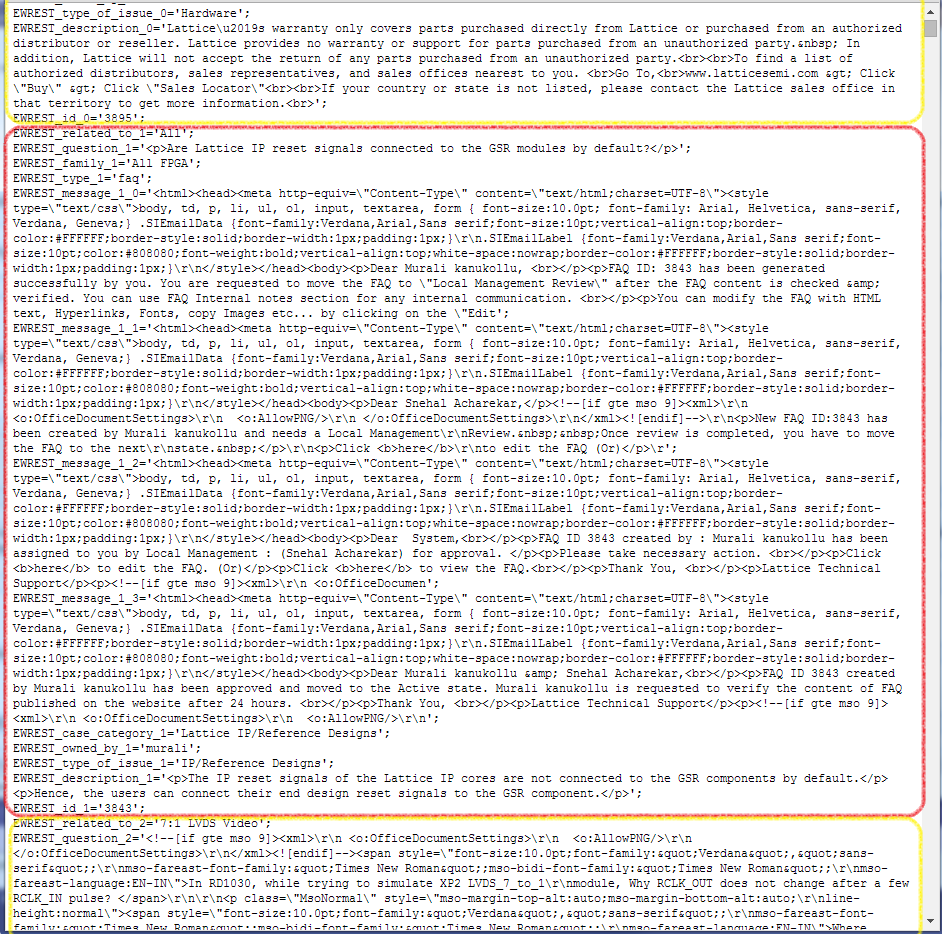 EWREST_type_of_issue_0='Hardware';
EWREST_description_0='Lattice\u2019s warranty only covers parts purchased directly from Lattice or purchased from an authorized
distributor or reseller. Lattice provides no warranty or support for parts purchased from an unauthorized party.&nbsp; In
addition, Lattice will not accept the return of any parts purchased from an unauthorized party.<br><br>To find a list of
authorized distributors, sales representatives, and sales offices nearest to you. <br>Go To,<br>www.latticesemi.com &gt; Click
\"Buy\" &gt; Click \"Sales Locator\"<br><br>If your country or state is not listed, please contact the Lattice sales office in
that territory to get more information.<br>';
EWREST_id_0='3895';
EWREST_related_to_1='All';
EWREST_question_1='<p>Are Lattice IP reset signals connected to the GSR modules by default?</p>';
EWREST_family_1='All FPGA';
EWREST_type_1='faq';
EWREST_message_1_0='<html><head><meta http-equiv=\"Content-Type\" content=\"text/html;charset=UTF-8\"><style
type=\"text/css\">body, td, p, li, ul, ol, input, textarea, form { font-size:10.0pt; font-family: Arial, Helvetica, sans-serif,
Verdana, Geneva;} .SIEmailData {font-family:Verdana,Arial,Sans serif;font-size:10pt;vertical-align:top;border-
color:#FFFFFF;border-style:solid;border-width:1px;padding:1px;}\r\n.SIEmailLabel {font-family:Verdana,Arial,Sans serif;font-
size:10pt;color:#808080;font-weight:bold;vertical-align:top;white-space:nowrap;border-color:#FFFFFF;border-style:solid;border-
width:1px;padding:1px;}\r\n</style></head><body><p>Dear Murali kanukollu, <br></p><p>FAQ ID: 3843 has been generated
successfully by you. You are requested to move the FAQ to \"Local Management Review\" after the FAQ content is checked &amp;
verified. You can use FAQ Internal notes section for any internal communication. <br></p><p>You can modify the FAQ with HTML
text, Hyperlinks, Fonts, copy Images etc... by clicking on the \"Edit';
EWREST_message_1_1='<html><head><meta http-equiv=\"Content-Type\" content=\"text/html;charset=UTF-8\"><style
type=\"text/css\">body, td, p, li, ul, ol, input, textarea, form { font-size:10.0pt; font-family: Arial, Helvetica, sans-serif,
Verdana, Geneva;} .SIEmailData {font-family:Verdana,Arial,Sans serif;font-size:10pt;vertical-align:top;border-
color:#FFFFFF;border-style:solid;border-width:1px;padding:1px;}\r\n.SIEmailLabel {font-family:Verdana,Arial,Sans serif;font-
size:10pt;color:#808080;font-weight:bold;vertical-align:top;white-space:nowrap;border-color:#FFFFFF;border-style:solid;border-
width:1px;padding:1px;}\r\n</style></head><body><p>Dear Snehal Acharekar,</p><!--[if gte mso 9]><xml>\r\n
<o:OfficeDocumentSettings>\r\n  <o:AllowPNG/>\r\n </o:OfficeDocumentSettings>\r\n</xml><![endif]-->\r\n<p>New FAQ ID:3843 has
been created by Murali kanukollu and needs a Local Management\r\nReview.&nbsp;&nbsp;Once review is completed, you have to move
the FAQ to the next\r\nstate.&nbsp;</p>\r\n<p>Click <b>here</b>\r\nto edit the FAQ (Or)</p>\r';
EWREST_message_1_2='<html><head><meta http-equiv=\"Content-Type\" content=\"text/html;charset=UTF-8\"><style
type=\"text/css\">body, td, p, li, ul, ol, input, textarea, form { font-size:10.0pt; font-family: Arial, Helvetica, sans-serif,
Verdana, Geneva;} .SIEmailData {font-family:Verdana,Arial,Sans serif;font-size:10pt;vertical-align:top;border-
color:#FFFFFF;border-style:solid;border-width:1px;padding:1px;}\r\n.SIEmailLabel {font-family:Verdana,Arial,Sans serif;font-
size:10pt;color:#808080;font-weight:bold;vertical-align:top;white-space:nowrap;border-color:#FFFFFF;border-style:solid;border-
width:1px;padding:1px;}\r\n</style></head><body><p>Dear  System,<br></p><p>FAQ ID 3843 created by : Murali kanukollu has been
assigned to you by Local Management : (Snehal Acharekar) for approval. </p><p>Please take necessary action. <br></p><p>Click
<b>here</b> to edit the FAQ. (Or)</p><p>Click <b>here</b> to view the FAQ.<br></p><p>Thank You, <br></p><p>Lattice Technical
Support</p><p><!--[if gte mso 9]><xml>\r\n <o:OfficeDocumen';
EWREST_message_1_3='<html><head><meta http-equiv=\"Content-Type\" content=\"text/html;charset=UTF-8\"><style
type=\"text/css\">body, td, p, li, ul, ol, input, textarea, form { font-size:10.0pt; font-family: Arial, Helvetica, sans-serif,
Verdana, Geneva;} .SIEmailData {font-family:Verdana,Arial,Sans serif;font-size:10pt;vertical-align:top;border-
color:#FFFFFF;border-style:solid;border-width:1px;padding:1px;}\r\n.SIEmailLabel {font-family:Verdana,Arial,Sans serif;font-
size:10pt;color:#808080;font-weight:bold;vertical-align:top;white-space:nowrap;border-color:#FFFFFF;border-style:solid;border-
width:1px;padding:1px;}\r\n</style></head><body><p>Dear Murali kanukollu &amp; Snehal Acharekar,<br></p><p>FAQ ID 3843 created
by Murali kanukollu has been approved and moved to the Active state. Murali kanukollu is requested to verify the content of FAQ
published on the website after 24 hours. <br></p><p>Thank You, <br></p><p>Lattice Technical Support</p><p><!--[if gte mso 9]>
<xml>\r\n <o:OfficeDocumentSettings>\r\n  <o:AllowPNG/>\r\n';
EWREST_case_category_1='Lattice IP/Reference Designs';
EWREST_owned_by_1='murali';
EWREST_type_of_issue_1='IP/Reference Designs';
EWREST_description_1='<p>The IP reset signals of the Lattice IP cores are not connected to the GSR components by default.</p>
<p>Hence, the users can connect their end design reset signals to the GSR component.</p>';
EWREST_id_1='3843';
EWREST_related_to_2='7:1 LVDS Video';
EWREST_question_2='<!--[if gte mso 9]><xml>\r\n <o:OfficeDocumentSettings>\r\n  <o:AllowPNG/>\r\n
</o:OfficeDocumentSettings>\r\n</xml><![endif]--><span style=\"font-size:10.0pt;font-family:&quot;Verdana&quot;,&quot;sans-
serif&quot;;\r\nmso-fareast-font-family:&quot;Times New Roman&quot;;mso-bidi-font-family:&quot;Times New Roman&quot;;\r\nmso-
fareast-language:EN-IN\">In RD1030, while trying to simulate XP2 LVDS_7_to_1\r\nmodule, Why RCLK_OUT does not change after a few
RCLK_IN pulse? </span>\r\n\r\n<p class=\"MsoNormal\" style=\"mso-margin-top-alt:auto;mso-margin-bottom-alt:auto;\r\nline-
height:normal\"><span style=\"font-size:10.0pt;font-family:&quot;Verdana&quot;,&quot;sans-serif&quot;;\r\nmso-fareast-font-
family:&quot;Times New Roman&quot;;mso-bidi-font-family:&quot;Times New Roman&quot;;\r\nmso-fareast-language:EN-IN\">Where